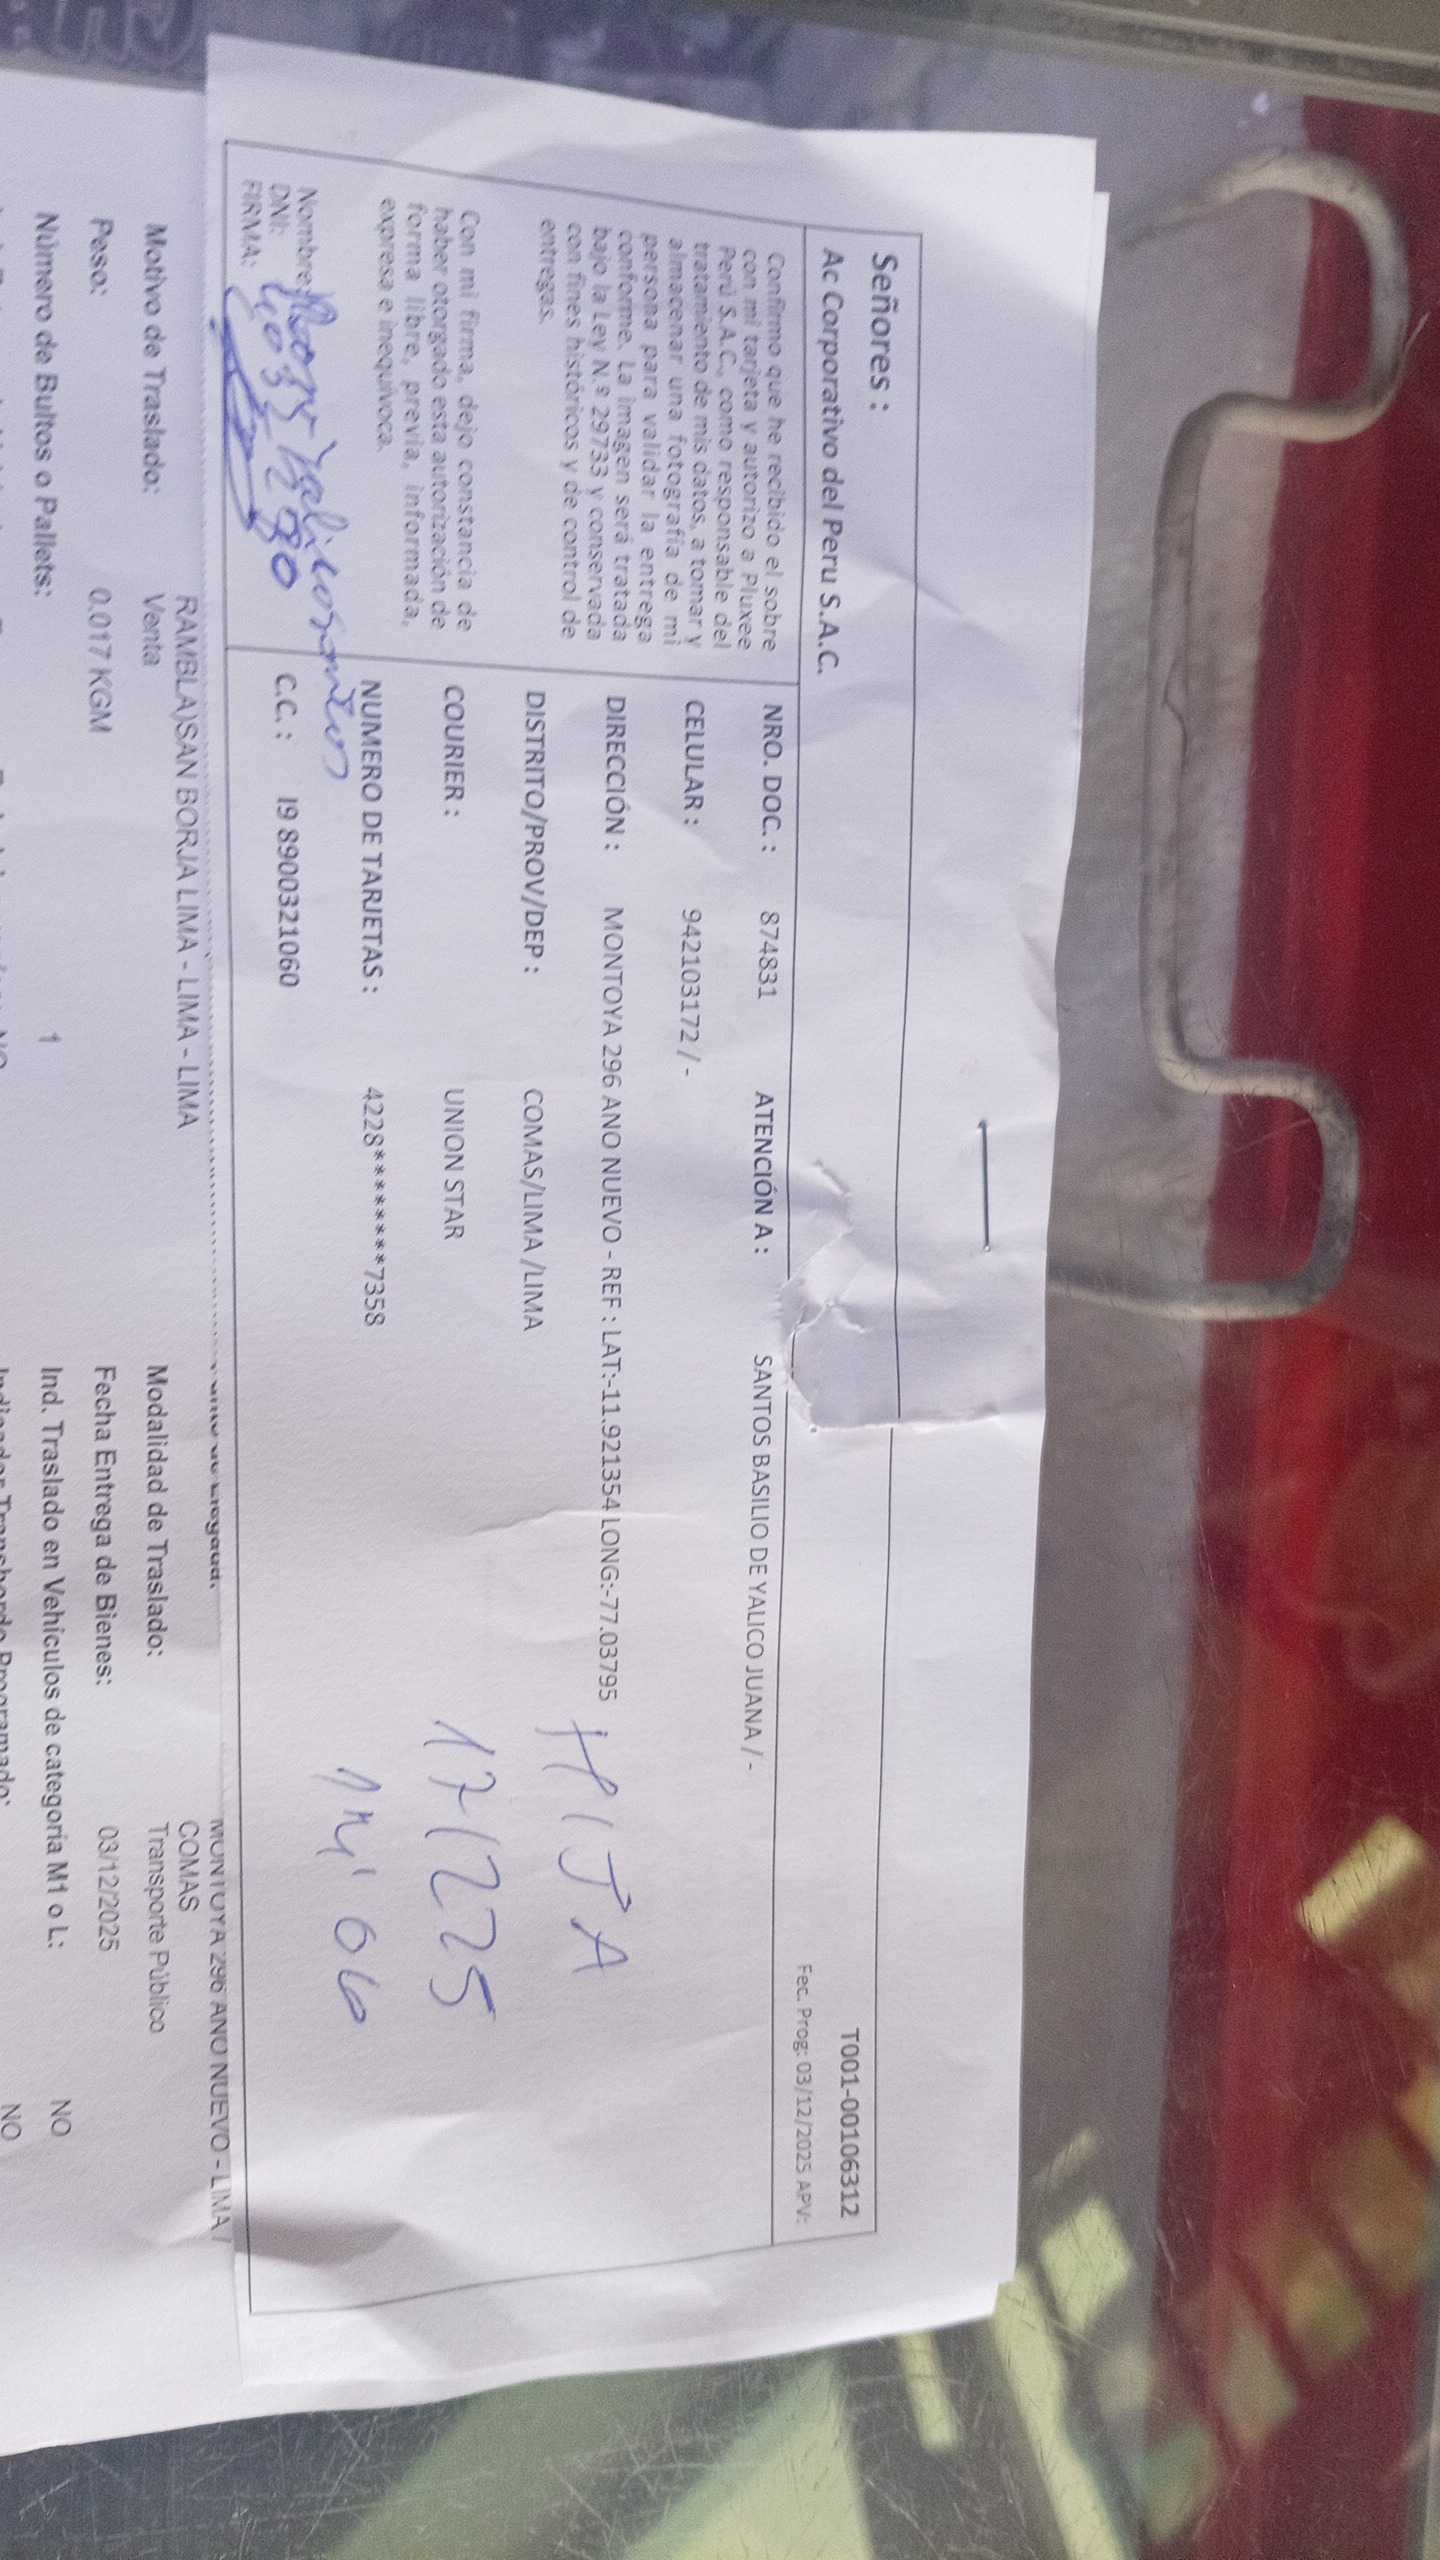 Señores :
Ac Corporativo del Peru S.A.C.
T001-00106312
Fec. Prog: 03/12/2025 APV:
Confirmo que he recibido el sobre
con mi tarjeta y autorizo a Pluxee
Perú S.A.C., como responsable del
tratamiento de mis datos, a tomar y
almacenar una fotografía de mi
persona para validar la entrega
conforme. La imagen será tratada
bajo la Ley N.º 29733 y conservada
con fines históricos y de control de
entregas.
Con mi firma, dejo constancia de
haber otorgado esta autorización de
forma libre, previa, informada,
expresa e inequívoca.
Nombre:
DNI:
FIRMA:
NRO. DOC. : 874831 ATENCIÓN A : SANTOS BASILIO DE YALICO JUANA / -
CELULAR : 942103172 / -
DIRECCIÓN : MONTOYA 296 ANO NUEVO - REF : LAT:-11.921354 LONG:-77.03795
DISTRITO/PROV/DEP : COMAS/LIMA /LIMA
COURIER : UNION STAR
NUMERO DE TARJETAS : 4228********7358
C.C. : I9 8900321060
HIJA
171225
MONTOYA 296 ANO NUEVO - LIMA /
RAMBLA)SAN BORJA LIMA - LIMA - LIMA COMAS
Motivo de Traslado: Venta Modalidad de Traslado: Transporte Público
Peso: 0.017 KGM Fecha Entrega de Bienes: 03/12/2025
Número de Bultos o Pallets: 1 Ind. Traslado en Vehículos de categoría M1 o L: NO
NO